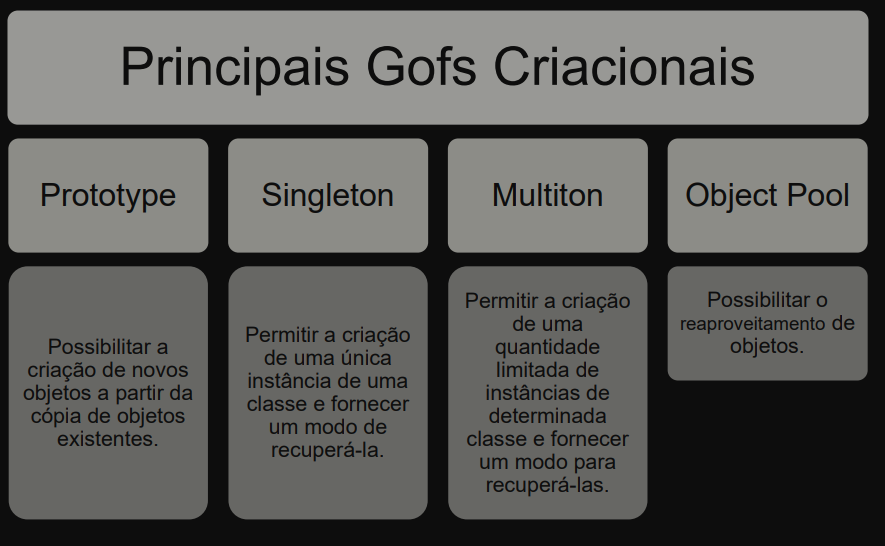 Principais Gofs Criacionais
Prototype
Singleton
Multiton
Object Pool
Possibilitar a
criação de novos
objetos a partir da
cópia de objetos
existentes.
Permitir a criação
de uma única
instância de uma
classe e fornecer
um modo de
recuperá-la.
Permitir a criação
de uma
quantidade
limitada de
instâncias de
determinada
classe e fornecer
um modo para
recuperá-las.
Possibilitar o
reaproveitamento de
objetos.